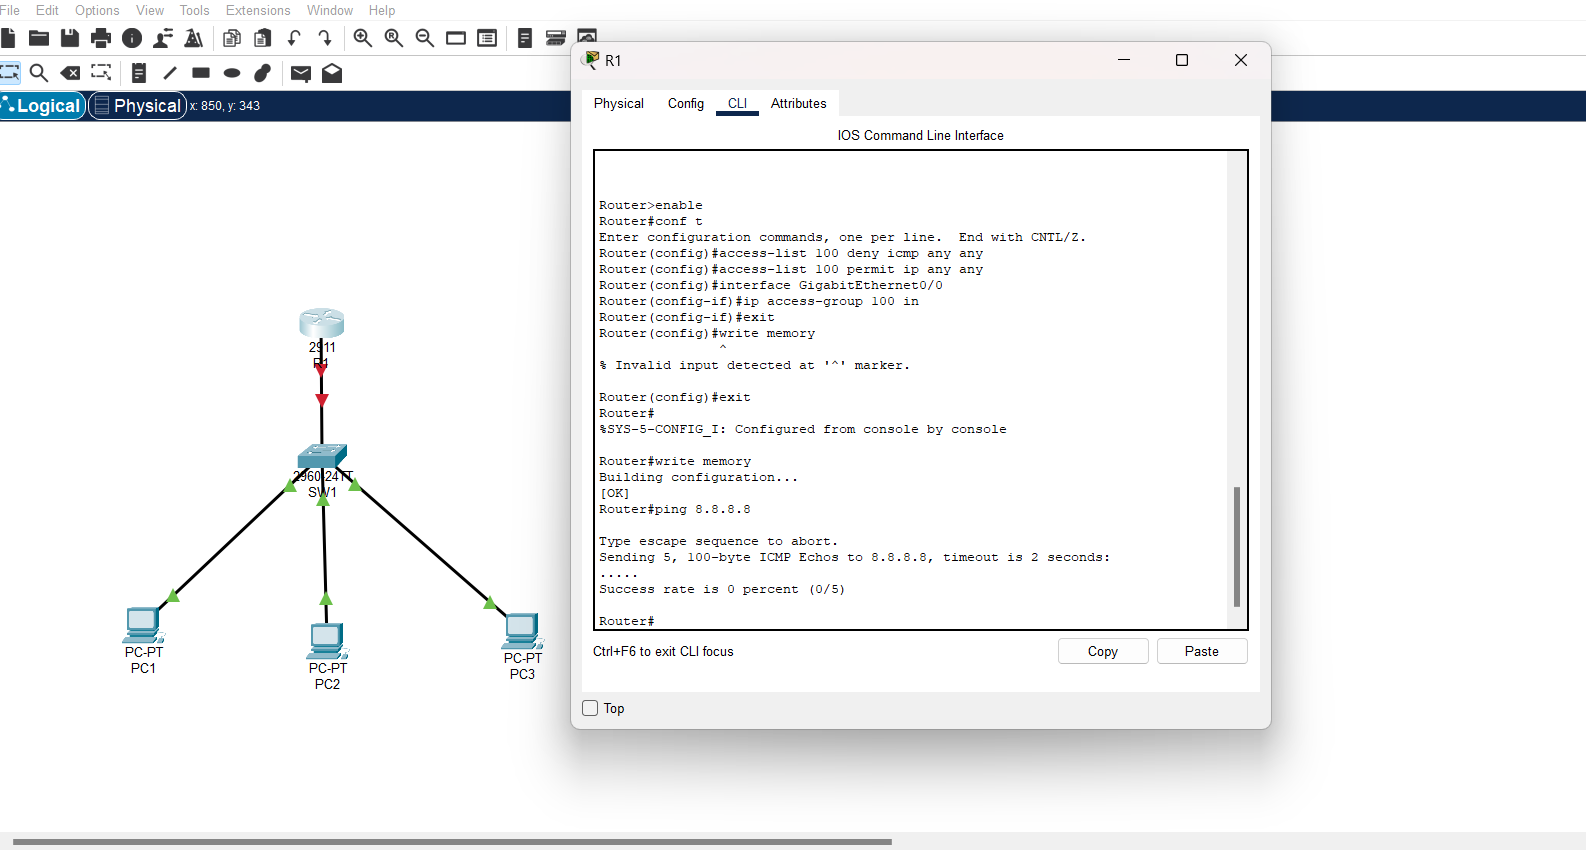 File Edit Options View Tools Extensions Window Help
Logical Physical x: 850, y: 343
R1
Physical Config CLI Attributes
IOS Command Line Interface
Router>enable
Router#conf t
Enter configuration commands, one per line.  End with CNTL/Z.
Router(config)#access-list 100 deny icmp any any
Router(config)#access-list 100 permit ip any any
Router(config)#interface GigabitEthernet0/0
Router(config-if)#ip access-group 100 in
Router(config-if)#exit
Router(config)#write memory
^
% Invalid input detected at '^' marker.
Router(config)#exit
Router#
%SYS-5-CONFIG_I: Configured from console by console
Router#write memory
Building configuration...
[OK]
Router#ping 8.8.8.8
Type escape sequence to abort.
Sending 5, 100-byte ICMP Echos to 8.8.8.8, timeout is 2 seconds:
.....
Success rate is 0 percent (0/5)
Router#
Ctrl+F6 to exit CLI focus
Copy Paste
Top
2911
R1
2960-24TT
SW1
PC-PT
PC1
PC-PT
PC2
PC-PT
PC3